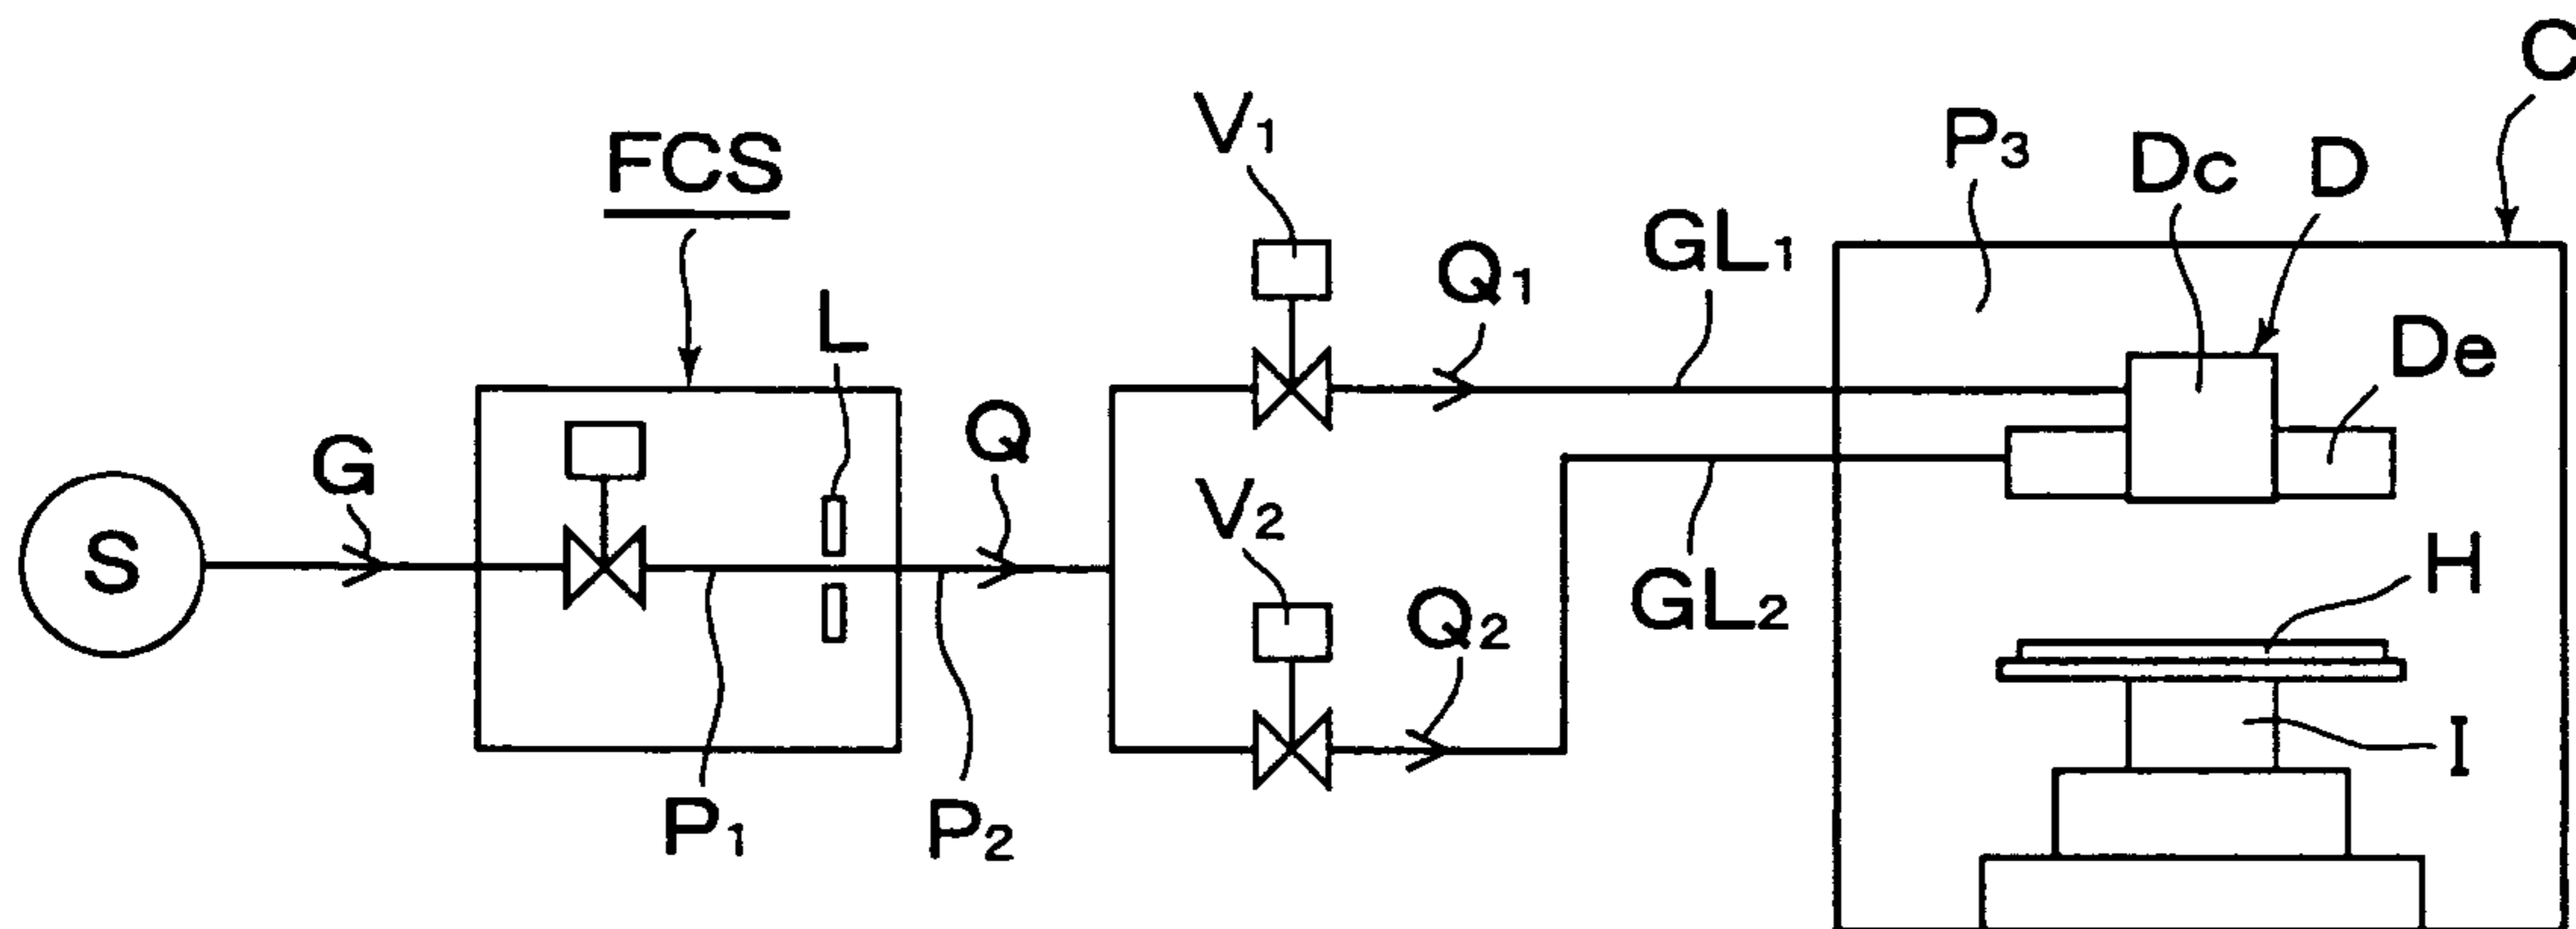 C
V₁
P₃
Dc
D
FCS
Q₁
GL₁
L
De
G
Q
S
V₂
H
Q₂
GL₂
I
P₁
P₂